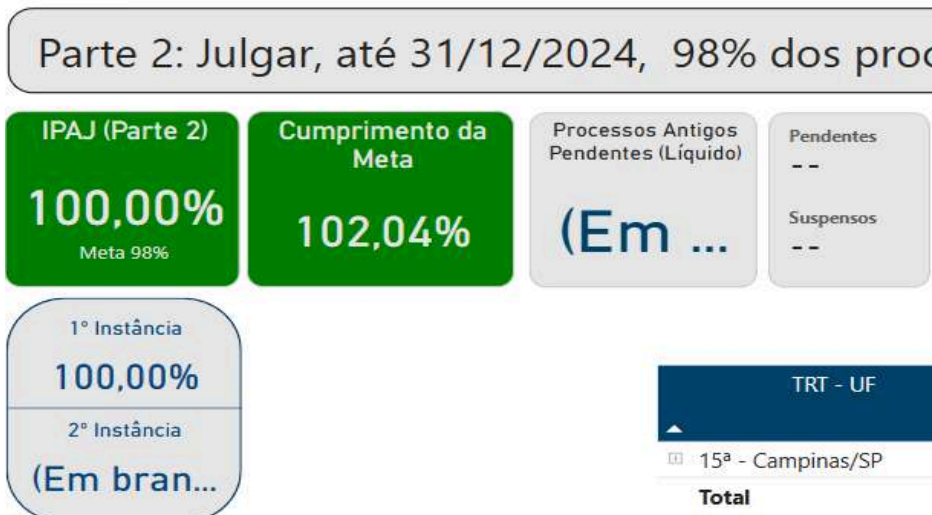 Parte 2: Julgar, até 31/12/2024, 98% dos proc
IPAJ (Parte 2)
100,00%
Meta 98%
Cumprimento da
Meta
102,04%
Processos Antigos
Pendentes (Líquido)
(Em ...
Pendentes
--
Suspensos
--
1° Instância
100,00%
2° Instância
(Em bran...
TRT - UF
15ª - Campinas/SP
Total